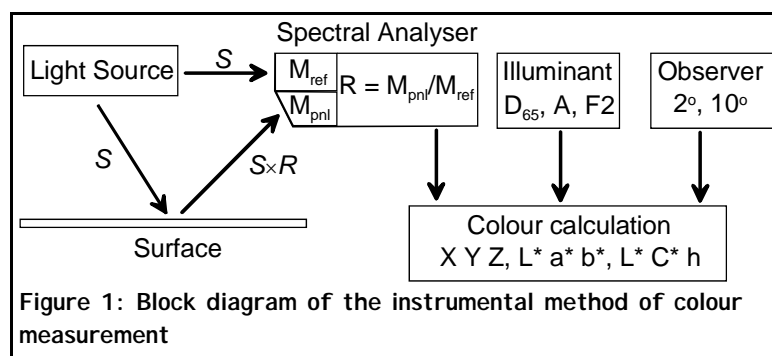 Spectral Analyser
Light Source
S
M_ref
M_pnl
R = M_pnl/M_ref
Illuminant
D_65, A, F2
Observer
2°, 10°
S
S×R
Surface
Colour calculation
X Y Z, L* a* b*, L* C* h
Figure 1: Block diagram of the instrumental method of colour
measurement